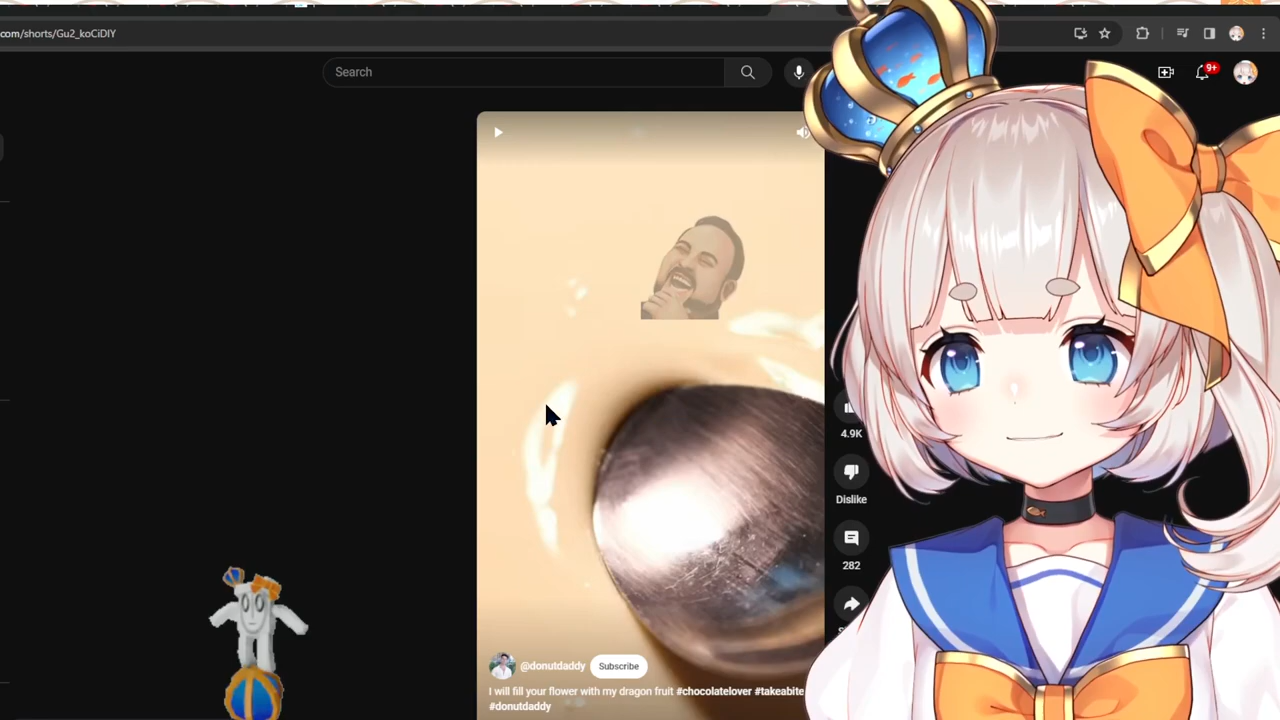 com/shorts/Gu2_koCiDIY
Search
9+
4.9K
Dislike
282
@donutdaddy
Subscribe
I will fill your flower with my dragon fruit #chocolatelover #takeabite
#donutdaddy